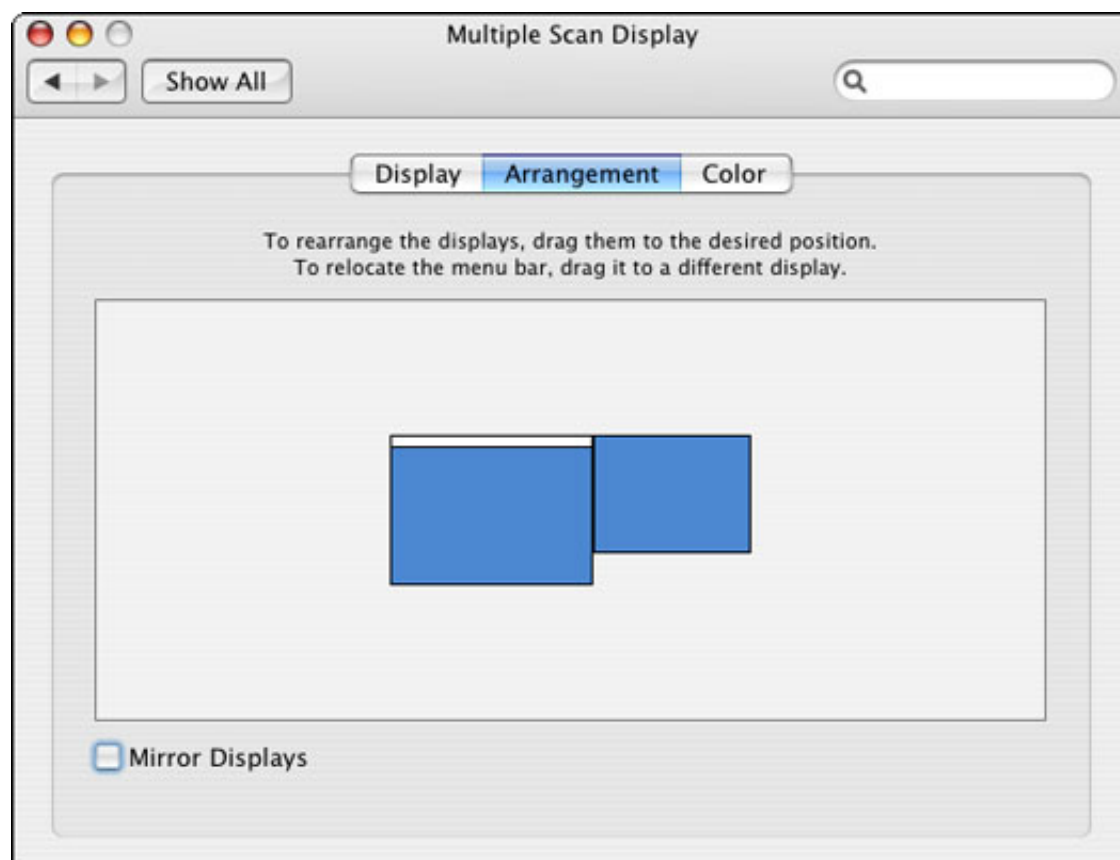 Multiple Scan Display
Show All
Display Arrangement Color
To rearrange the displays, drag them to the desired position.
To relocate the menu bar, drag it to a different display.
Mirror Displays